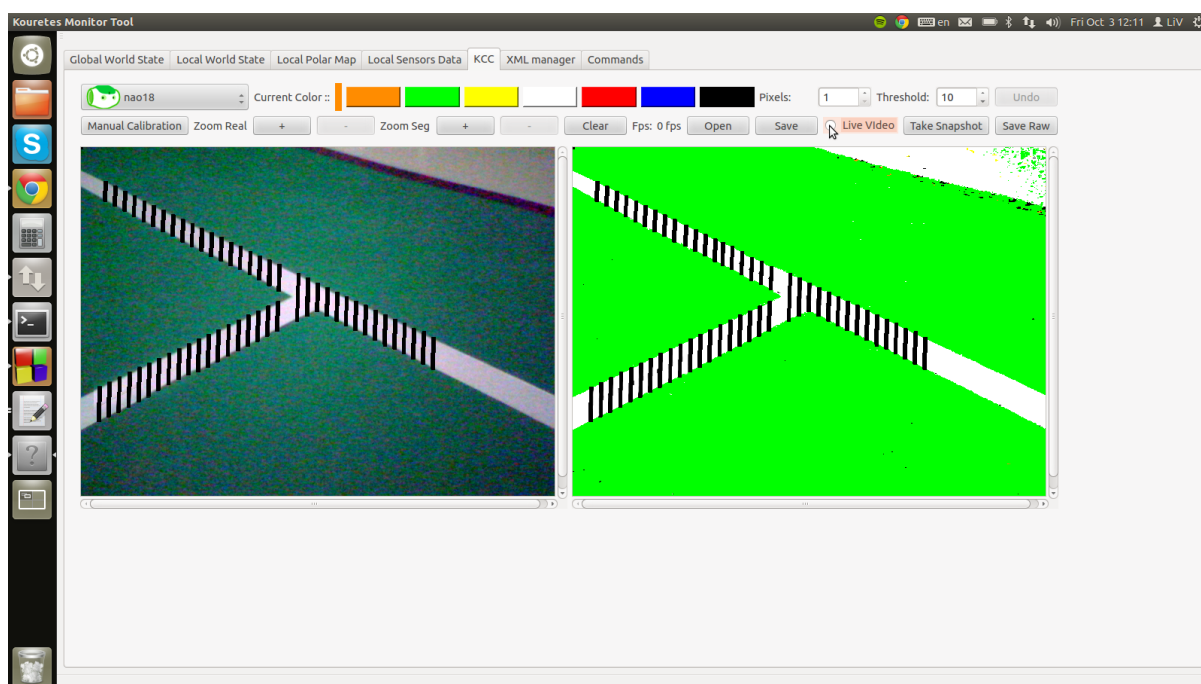 Kouretes Monitor Tool
en
Fri Oct 3 12:11
LiV
Global World State Local World State Local Polar Map Local Sensors Data KCC XML manager Commands
nao18 Current Color :: Pixels: 1 Threshold: 10 Undo
Manual Calibration Zoom Real + - Zoom Seg + - Clear Fps: 0 fps Open Save Live VIdeo Take Snapshot Save Raw
S
>_
?